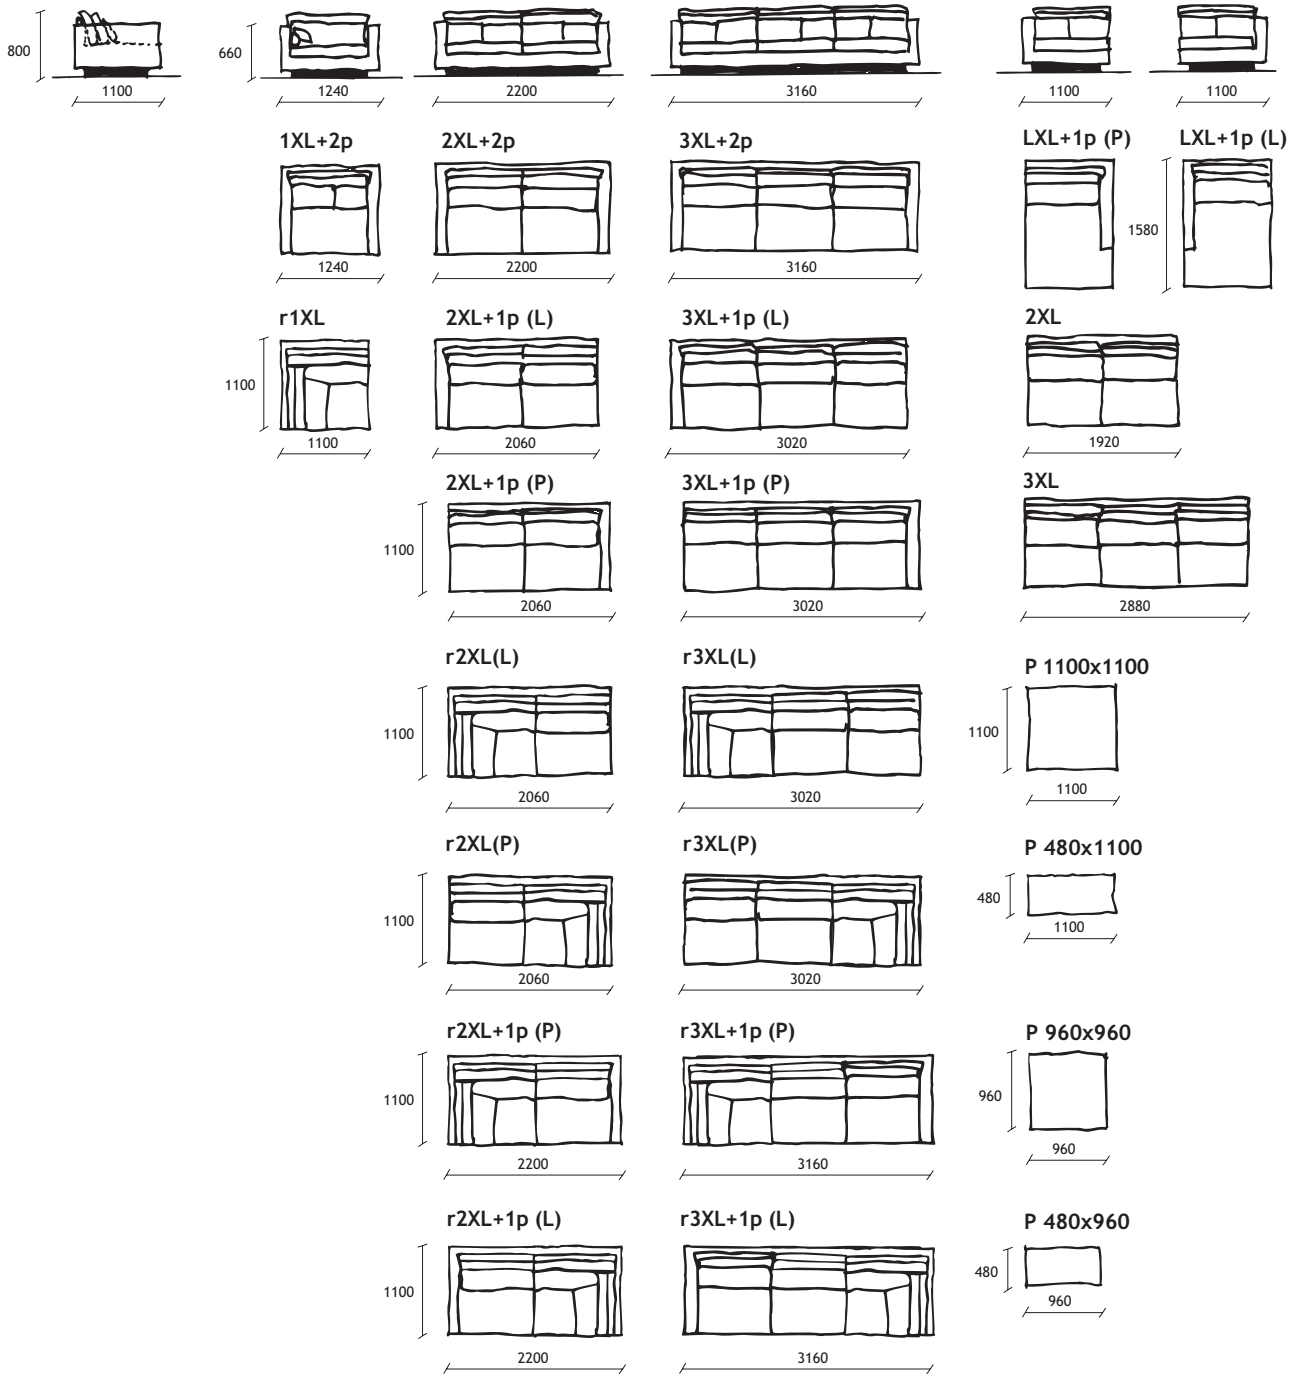 800
660
1100
1240
2200
3160
1100
1100
1XL+2p
2XL+2p
3XL+2p
LXL+1p (P)
LXL+1p (L)
1580
1240
2200
3160
r1XL
2XL+1p (L)
3XL+1p (L)
2XL
1100
1100
2060
3020
1920
2XL+1p (P)
3XL+1p (P)
3XL
1100
2060
3020
2880
r2XL(L)
r3XL(L)
P 1100x1100
1100
1100
2060
3020
1100
r2XL(P)
r3XL(P)
P 480x1100
1100
480
2060
3020
1100
r2XL+1p (P)
r3XL+1p (P)
P 960x960
1100
960
2200
3160
960
r2XL+1p (L)
r3XL+1p (L)
P 480x960
1100
480
2200
3160
960